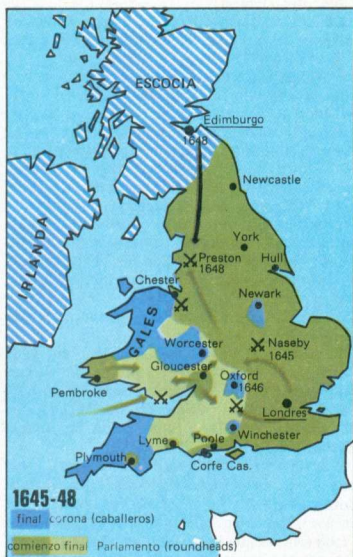 ESCOCIA
Edimburgo
1648
Newcastle
IRLANDA
York
Preston
1648
Hull
Chester
Newark
GALES
Worcester
Naseby
1645
Gloucester
Oxford
1646
Pembroke
Londres
Lyme
Poole
Winchester
Plymouth
Corfe Cas.
1645-48
final corona (caballeros)
comienzo final Parlamento (roundheads)